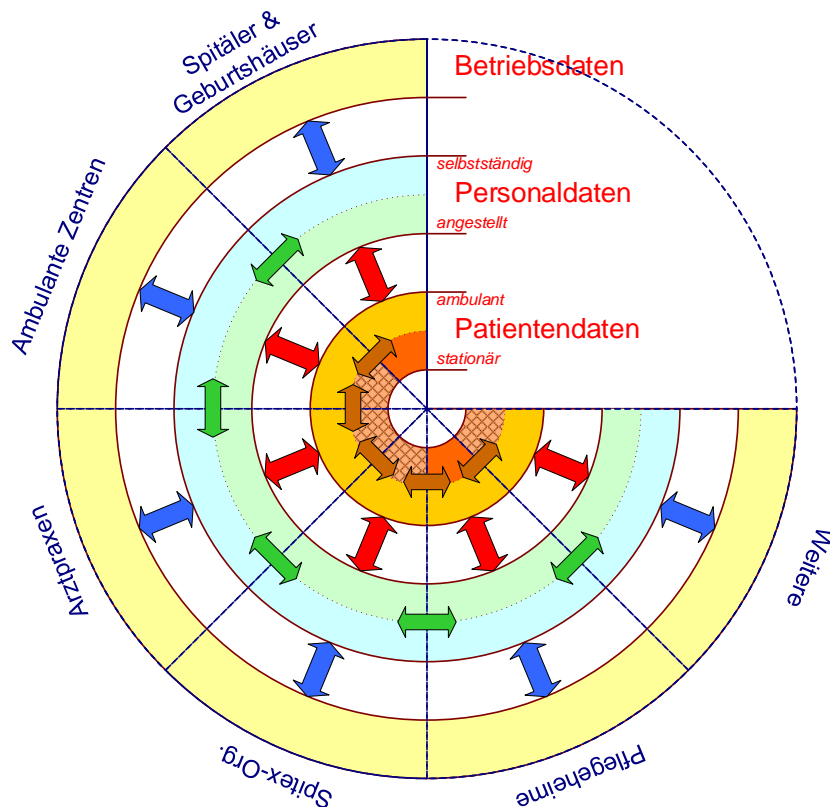 Spitäler &
Geburtshäuser
Betriebsdaten
selbstständig
Personaldaten
angestellt
ambulant
Patientendaten
stationär
Ambulante Zentren
Arztpraxen
Spitex-Org.
Pflegeheime
Weitere